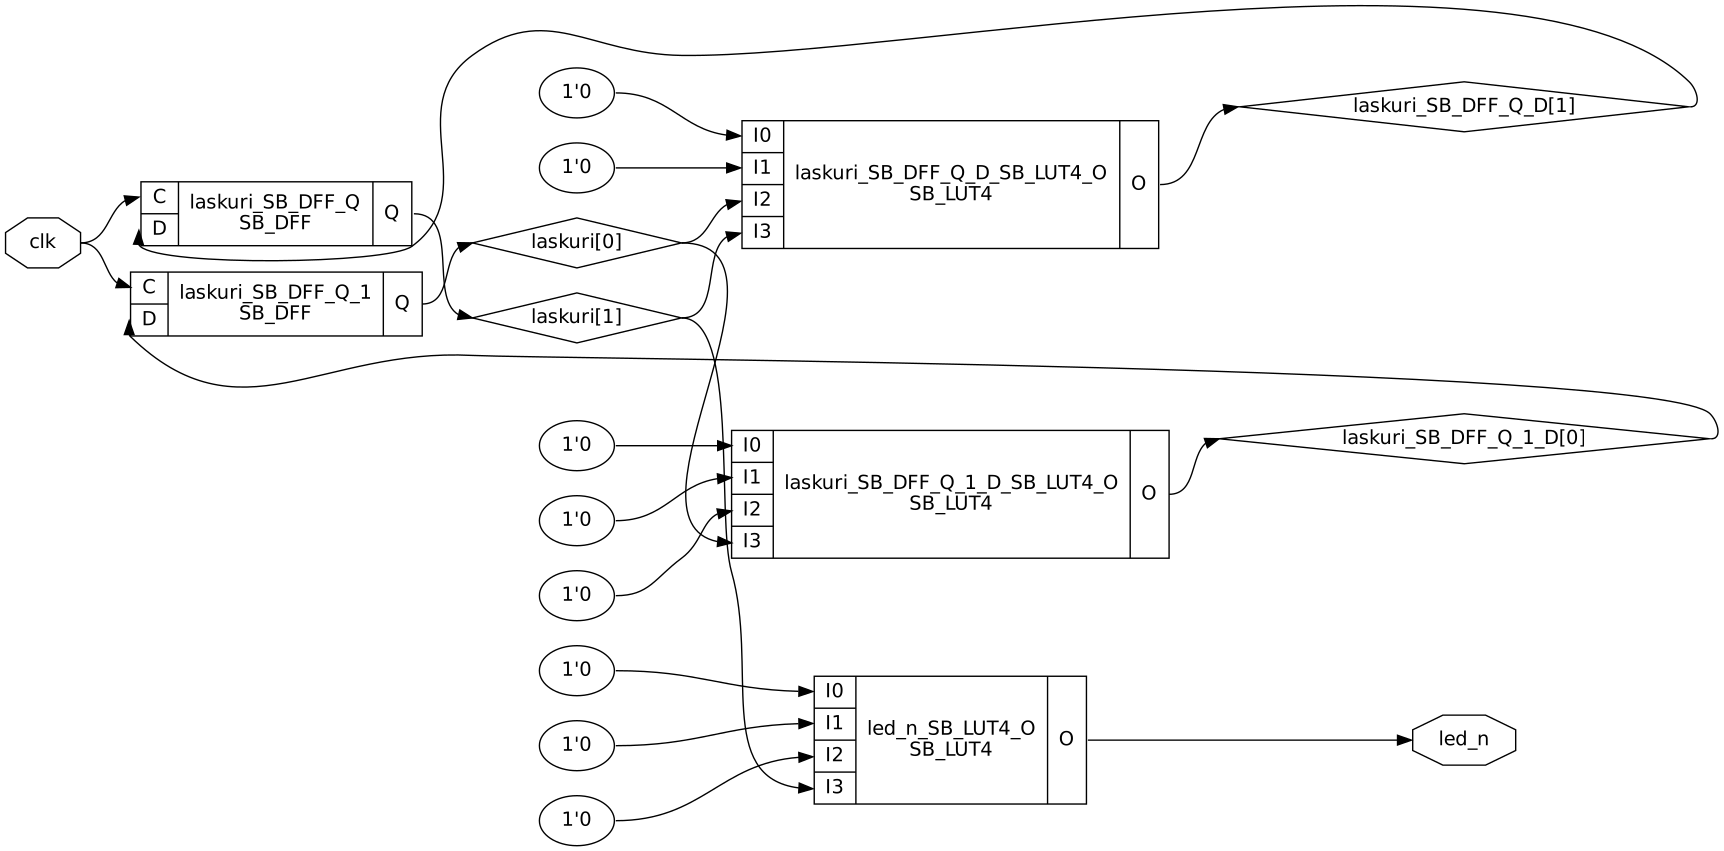 clk
C
D
laskuri_SB_DFF_Q
SB_DFF
Q
C
D
laskuri_SB_DFF_Q_1
SB_DFF
Q
1'0
1'0
laskuri[0]
laskuri[1]
I0
I1
I2
I3
laskuri_SB_DFF_Q_D_SB_LUT4_O
SB_LUT4
O
laskuri_SB_DFF_Q_D[1]
1'0
1'0
1'0
I0
I1
I2
I3
laskuri_SB_DFF_Q_1_D_SB_LUT4_O
SB_LUT4
O
laskuri_SB_DFF_Q_1_D[0]
1'0
1'0
1'0
I0
I1
I2
I3
led_n_SB_LUT4_O
SB_LUT4
O
led_n